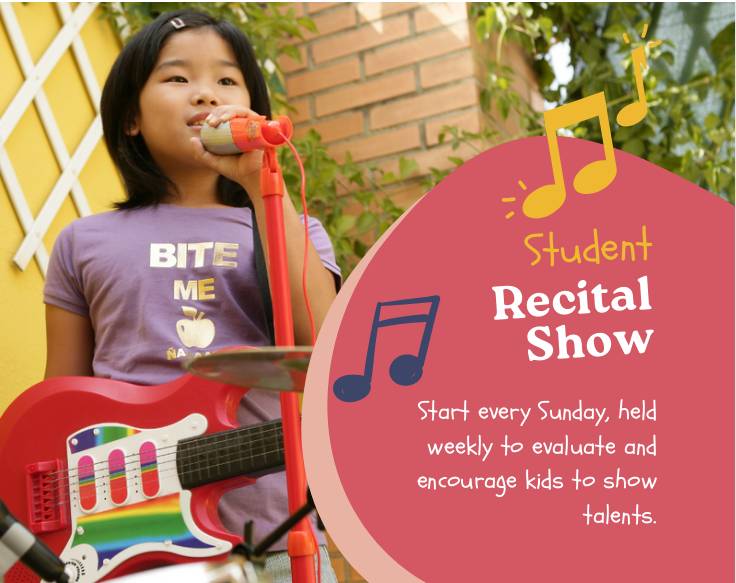 BITE
ME
Student
Recital
Show
Start every Sunday, held
weekly to evaluate and
encourage kids to show
talents.